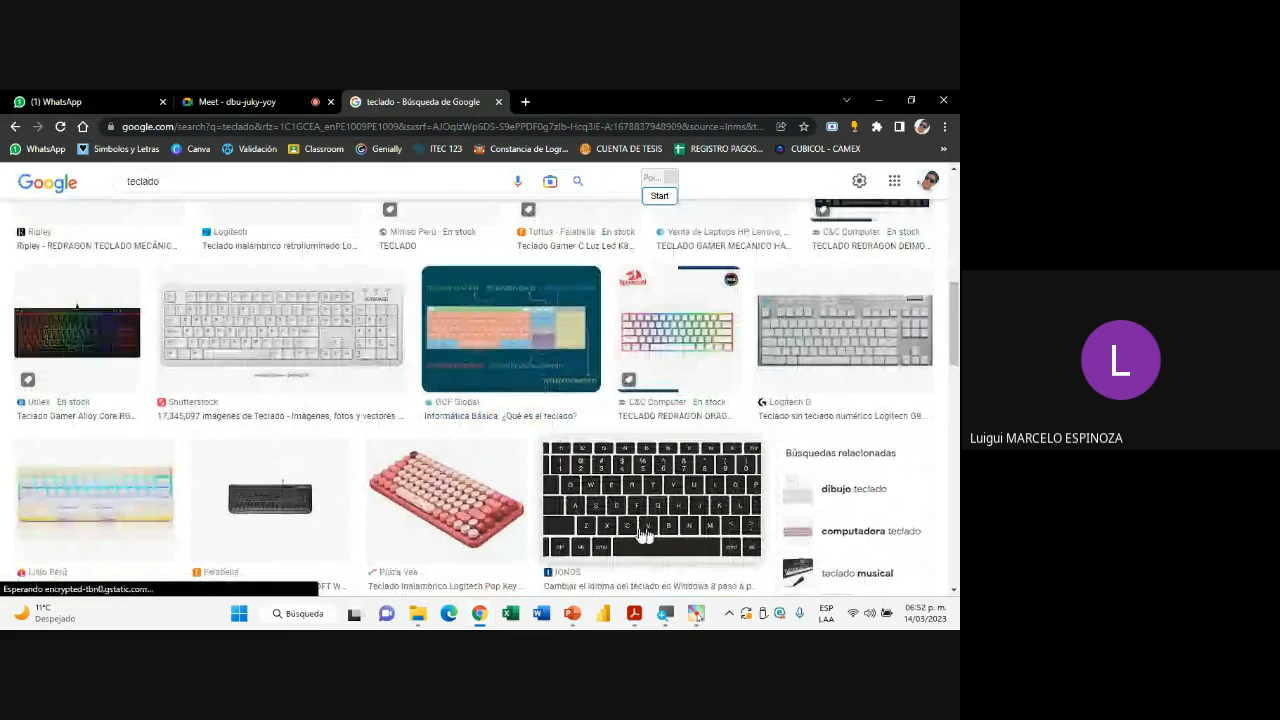 (1) WhatsApp
Meet - dbu-juky-yoy
teclado - Búsqueda de Google
google.com/search?q=teclado&rlz=1C1GCEA_enPE1009PE1009&sxsrf=AJOqlzWp6DS-S9ePPDF0g7zlb-Hcq3iE-A:1678837948909&source=lnms&t...
WhatsApp
Simbolos y Letras
Canva
Validación
Classroom
Genially
ITEC 123
Constancia de Logr...
CUENTA DE TESIS
REGISTRO PAGOS...
CUBICOL - CAMEX
»
Google
teclado
Poi...
Start
Ripley
Ripley - REDRAGON TECLADO MECÁNIC...
Logitech
Teclado inalámbrico retroiluminado Lo...
Miniso Perú - En stock
TECLADO
Tottus - Falabella En stock
Teclado Gamer C Luz Led K8...
Venta de Laptops HP, Lenovo, ...
TECLADO GAMER MECANICO HA...
C&C Computer En stock
TECLADO REDRAGON DEIMO...
Utilex En stock
Teclado Gamer Alloy Core RG...
Shutterstock
17,345,097 imágenes de Teclado - Imágenes, fotos y vectores ...
GCF Global
Informática Básica: ¿Qué es el teclado?
C&C Computer En stock
TECLADO REDRAGON DRAG...
Logitech G
Teclado sin teclado numérico Logitech G9...
Linio Perú
Falabella
Plaza Vea
Teclado Inalámbrico Logitech Pop Key...
IONOS
Cambiar el idioma del teclado en Windows 8 paso a p...
Búsquedas relacionadas
dibujo teclado
computadora teclado
teclado musical
Esperando encrypted-tbn0.gstatic.com...
11°C
Despejado
Búsqueda
ESP
LAA
06:52 p. m.
14/03/2023
L
Luigui MARCELO ESPINOZA